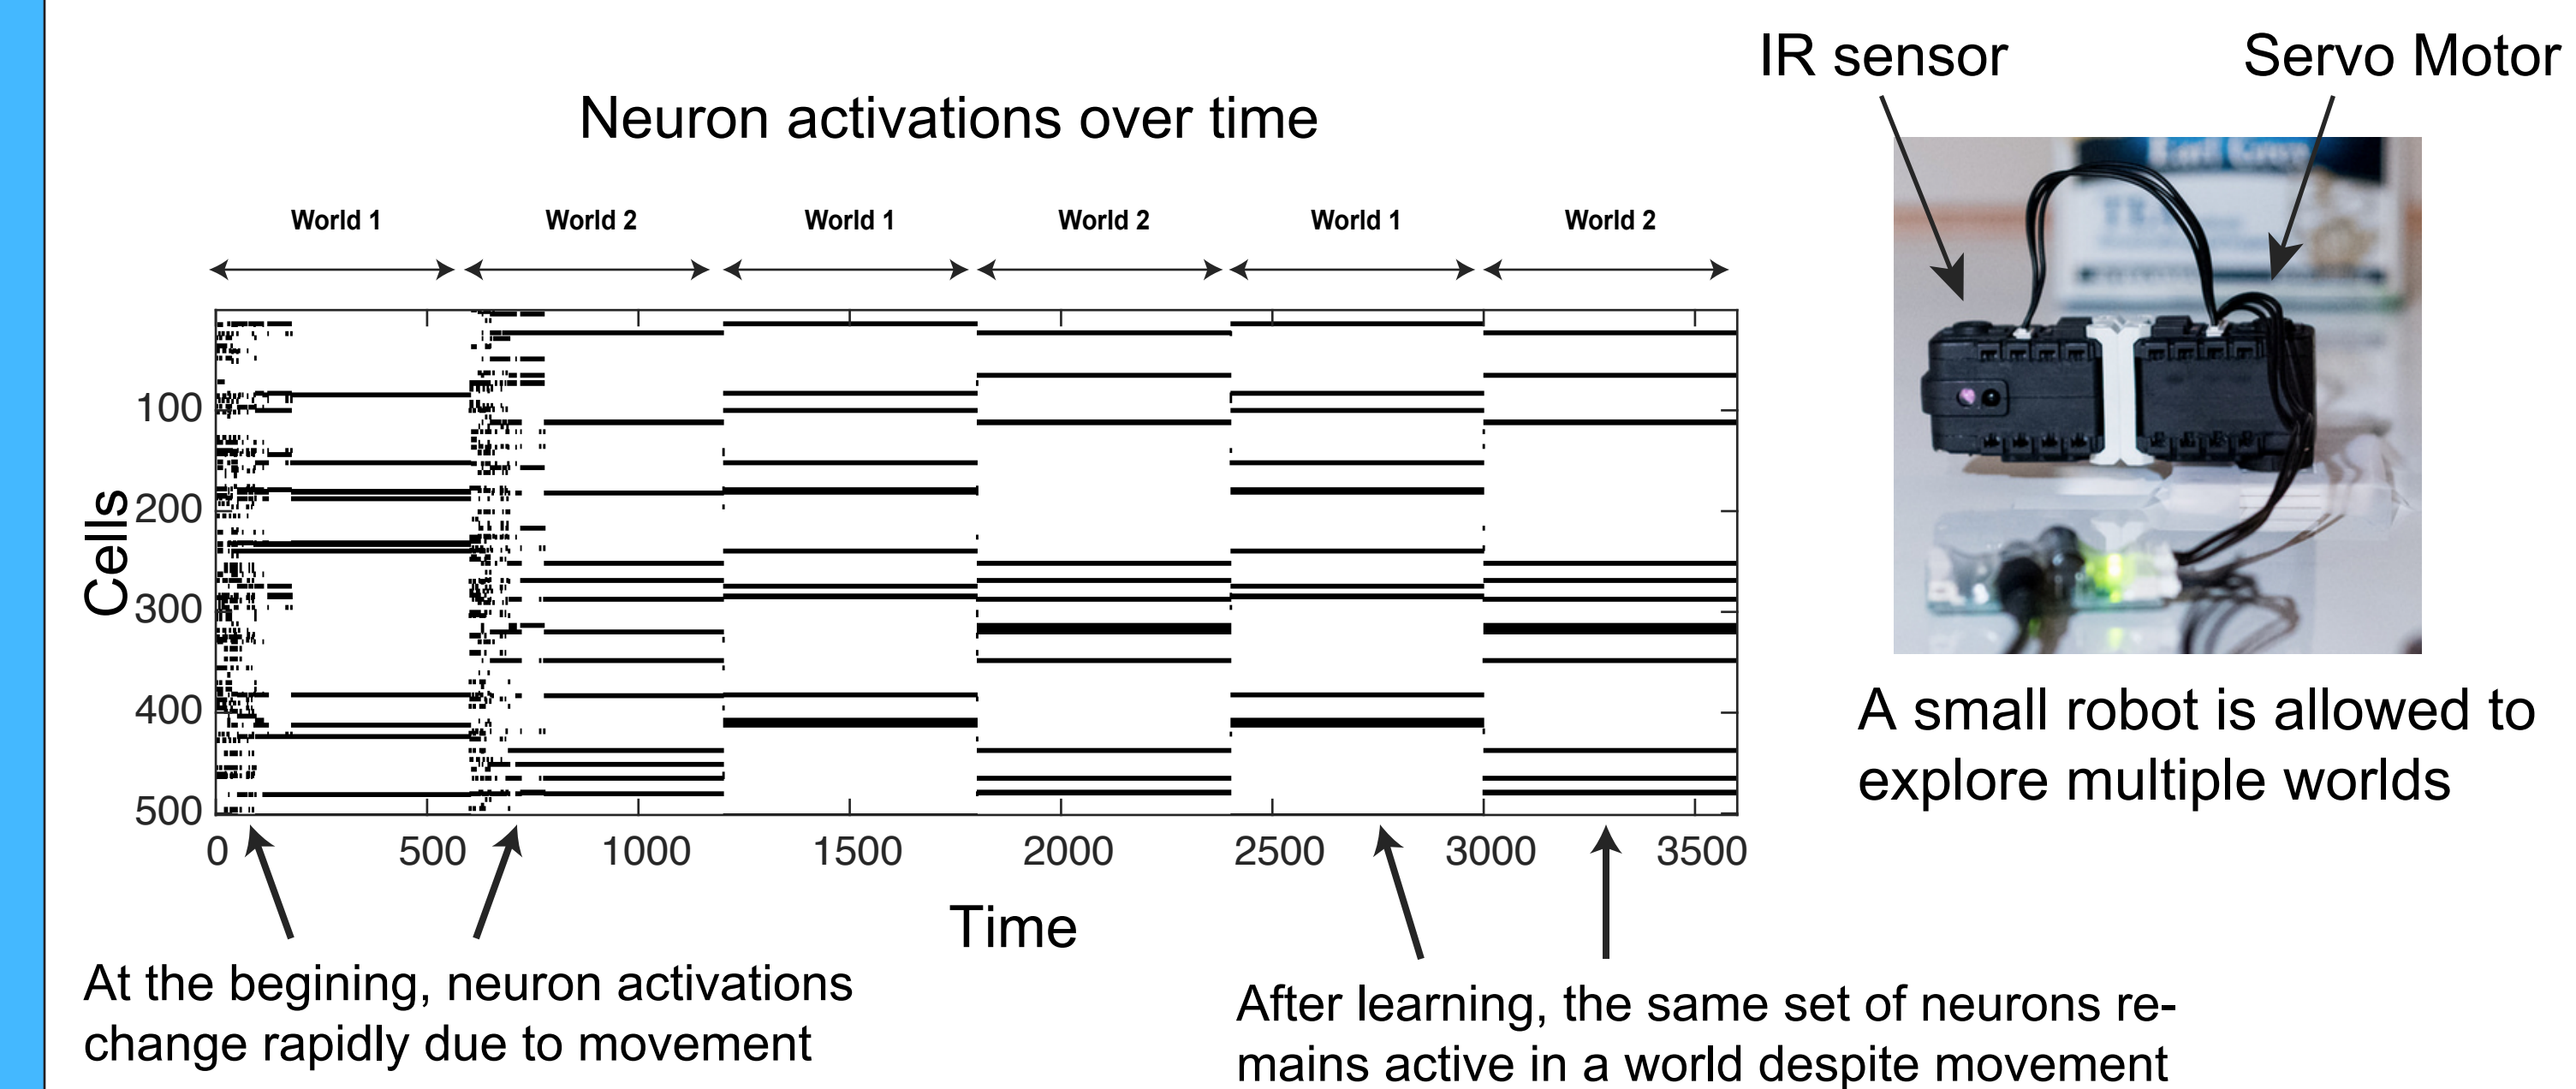 IR sensor
Servo Motor
Neuron activations over time
World 1
World 2
World 1
World 2
World 1
World 2
Cells
100
200
300
400
500
0
500
1000
1500
2000
2500
3000
3500
Time
At the begining, neuron activations
change rapidly due to movement
After learning, the same set of neurons re-
mains active in a world despite movement
Earl Grey
A small robot is allowed to
explore multiple worlds